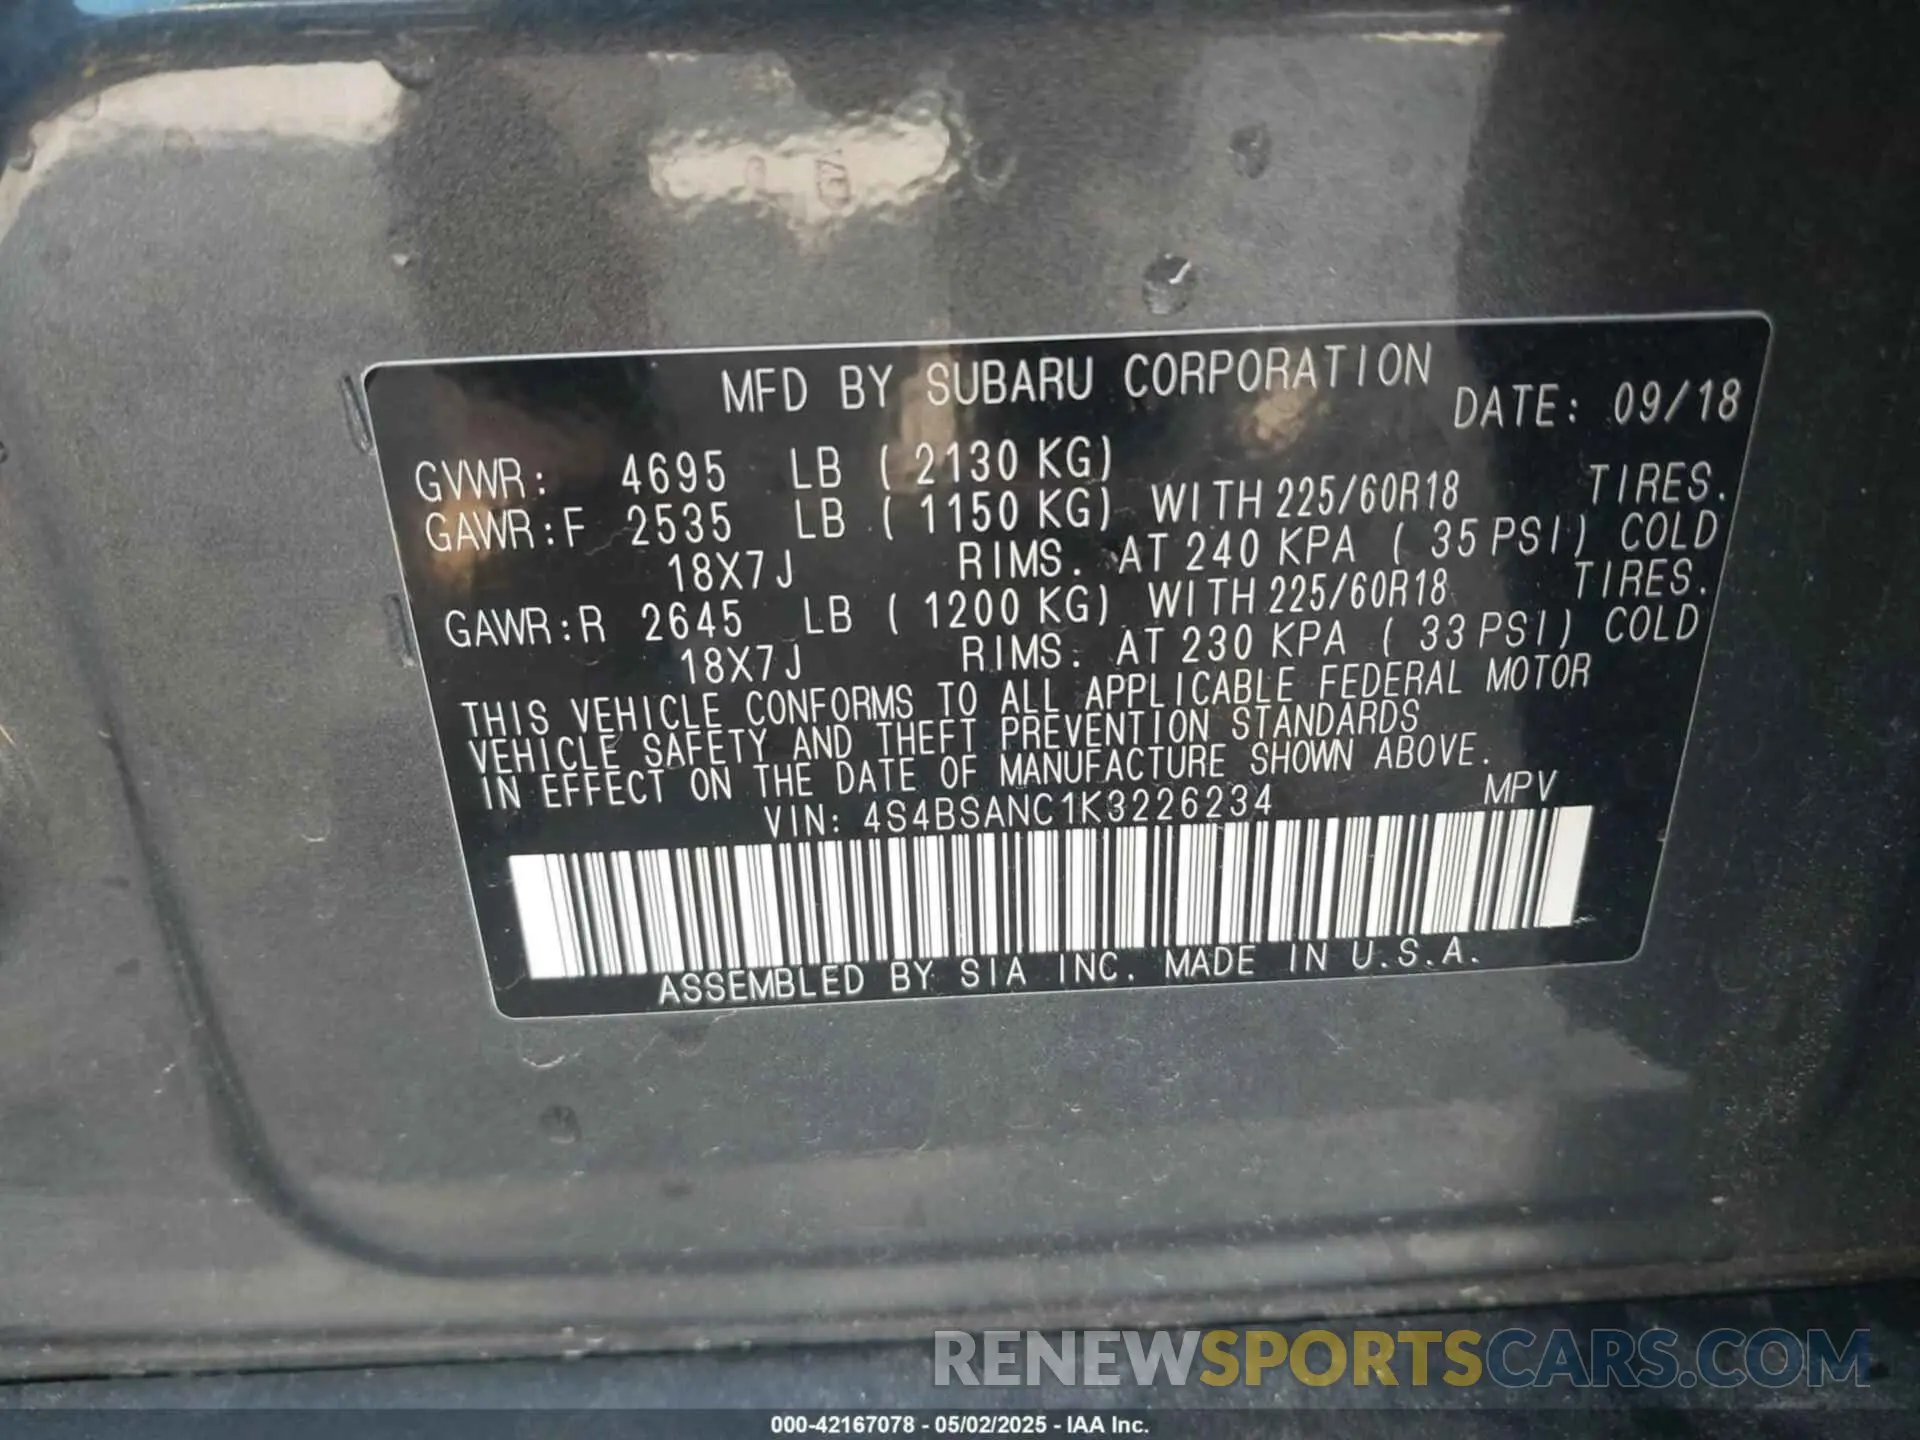 MFD BY SUBARU CORPORATION
DATE: 09/18
GVWR: 4695 LB ( 2130 KG)
GAWR:F 2535 LB ( 1150 KG) WITH 225/60R18 TIRES.
18X7J RIMS. AT 240 KPA ( 35 PSI) COLD
GAWR:R 2645 LB ( 1200 KG) WITH 225/60R18 TIRES.
18X7J RIMS. AT 230 KPA ( 33 PSI) COLD
THIS VEHICLE CONFORMS TO ALL APPLICABLE FEDERAL MOTOR
VEHICLE SAFETY AND THEFT PREVENTION STANDARDS
IN EFFECT ON THE DATE OF MANUFACTURE SHOWN ABOVE.
VIN: 4S4BSANC1K3226234 MPV
ASSEMBLED BY SIA INC. MADE IN U.S.A.
RENEWSPORTSCARS.COM
000-42167078 - 05/02/2025 - IAA Inc.